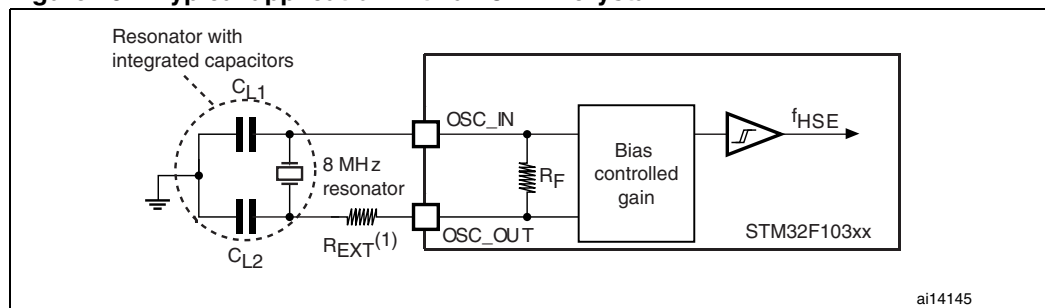 Resonator with
integrated capacitors
CL1
OSC_IN
fHSE
8 MHz
resonator
RF
Bias
controlled
gain
REXT(1)
OSC_OUT
STM32F103xx
CL2
ai14145